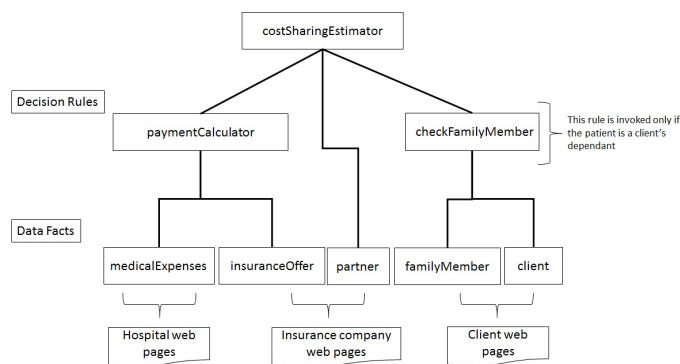 costSharingEstimator
Decision Rules
paymentCalculator
checkFamilyMember
This rule is invoked only if
the patient is a client's
dependant
Data Facts
medicalExpenses
insuranceOffer
partner
familyMember
client
Hospital web
pages
Insurance company
web pages
Client web
pages